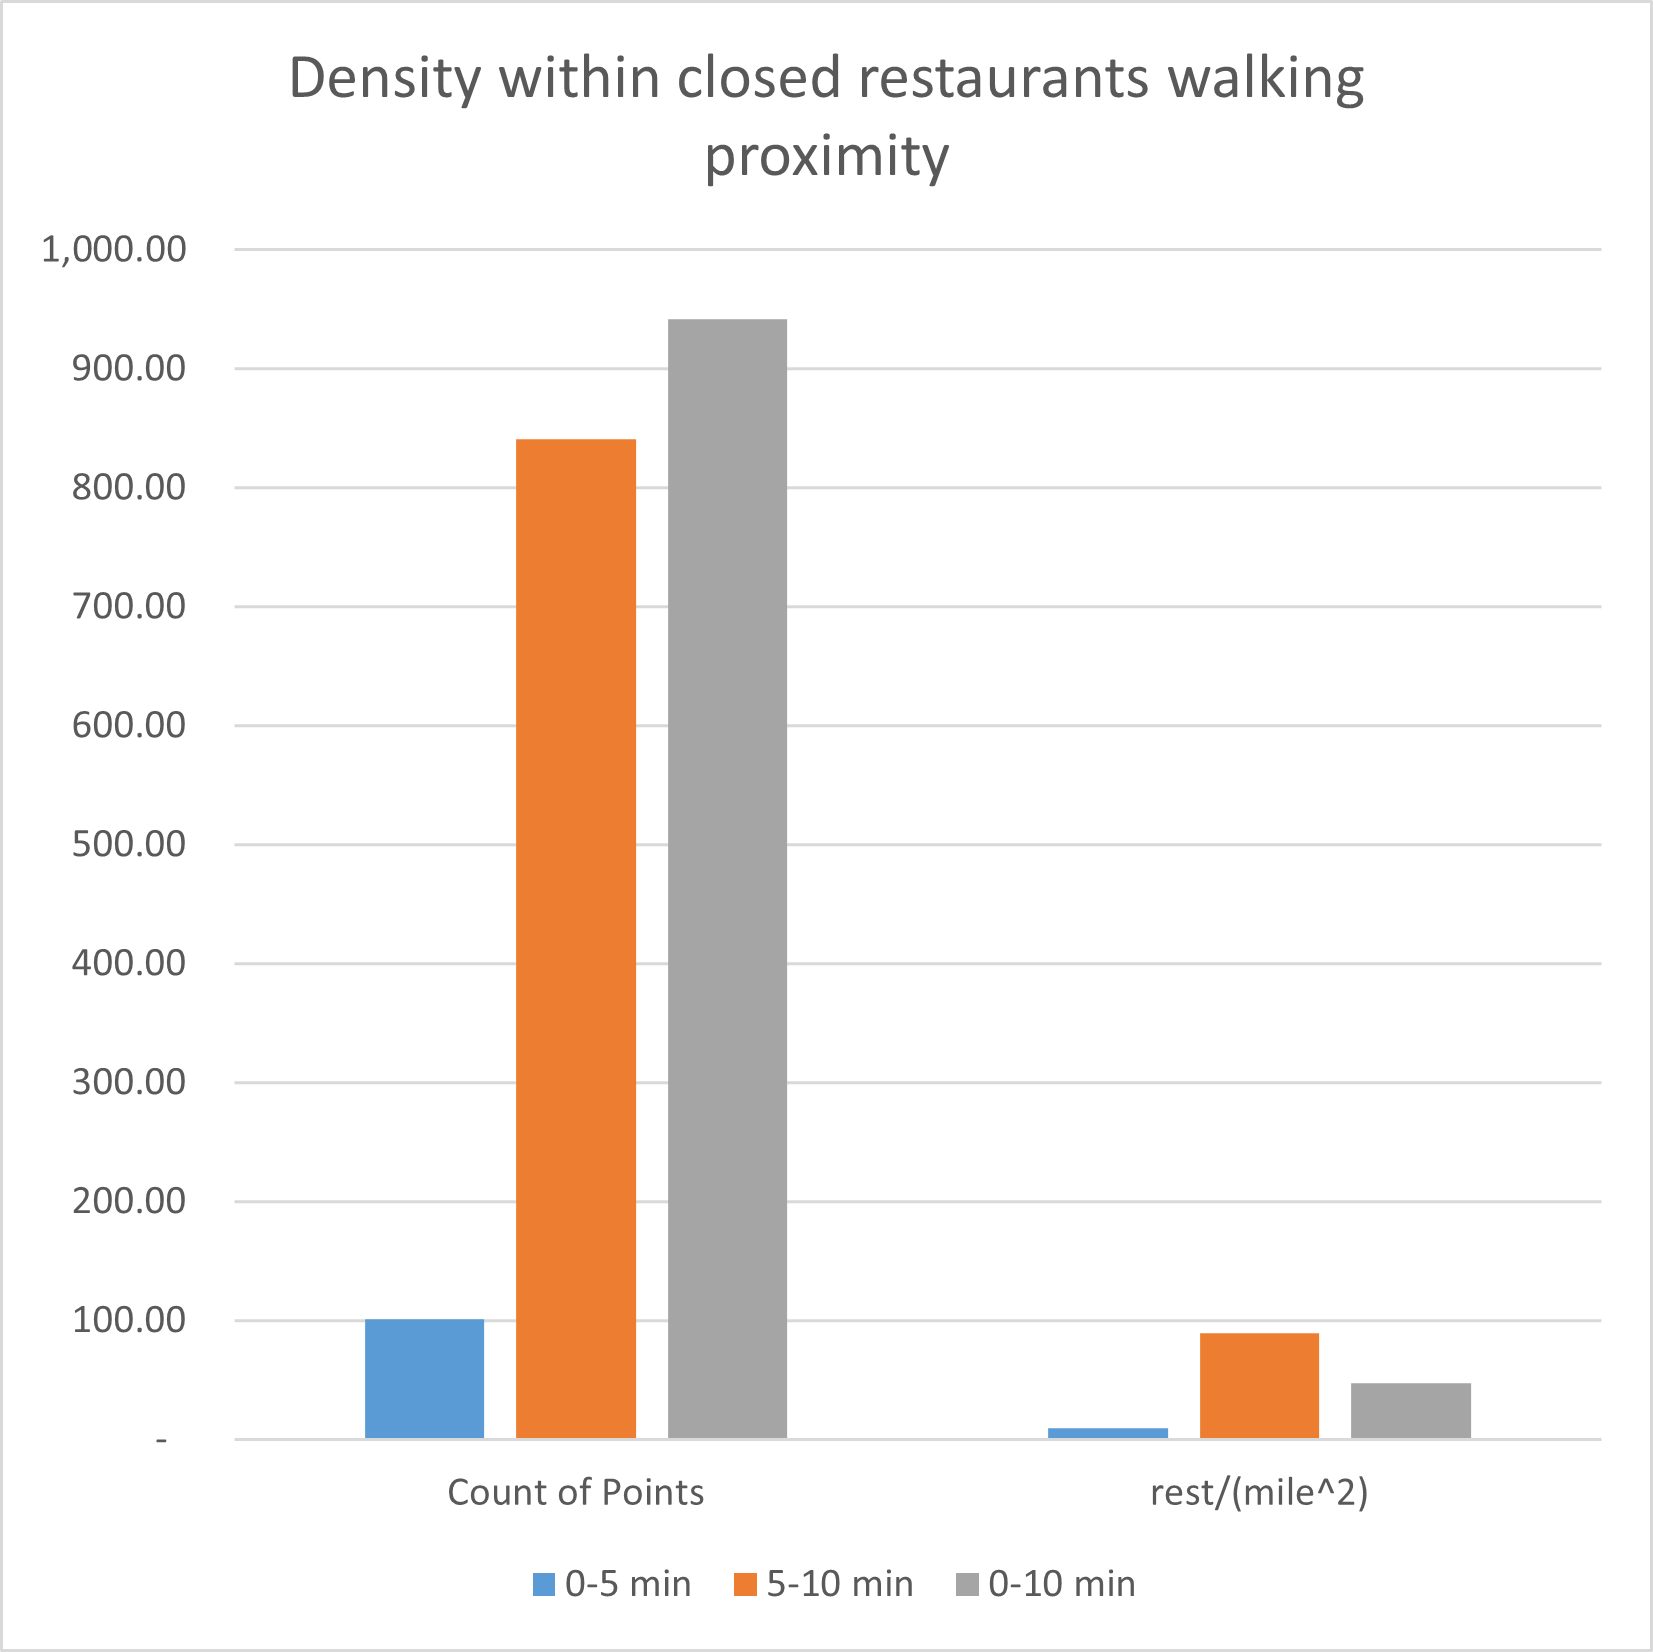 Density within closed restaurants walking
proximity
1,000.00
900.00
800.00
700.00
600.00
500.00
400.00
300.00
200.00
100.00
-
Count of Points rest/(mile^2)
0-5 min 5-10 min 0-10 min